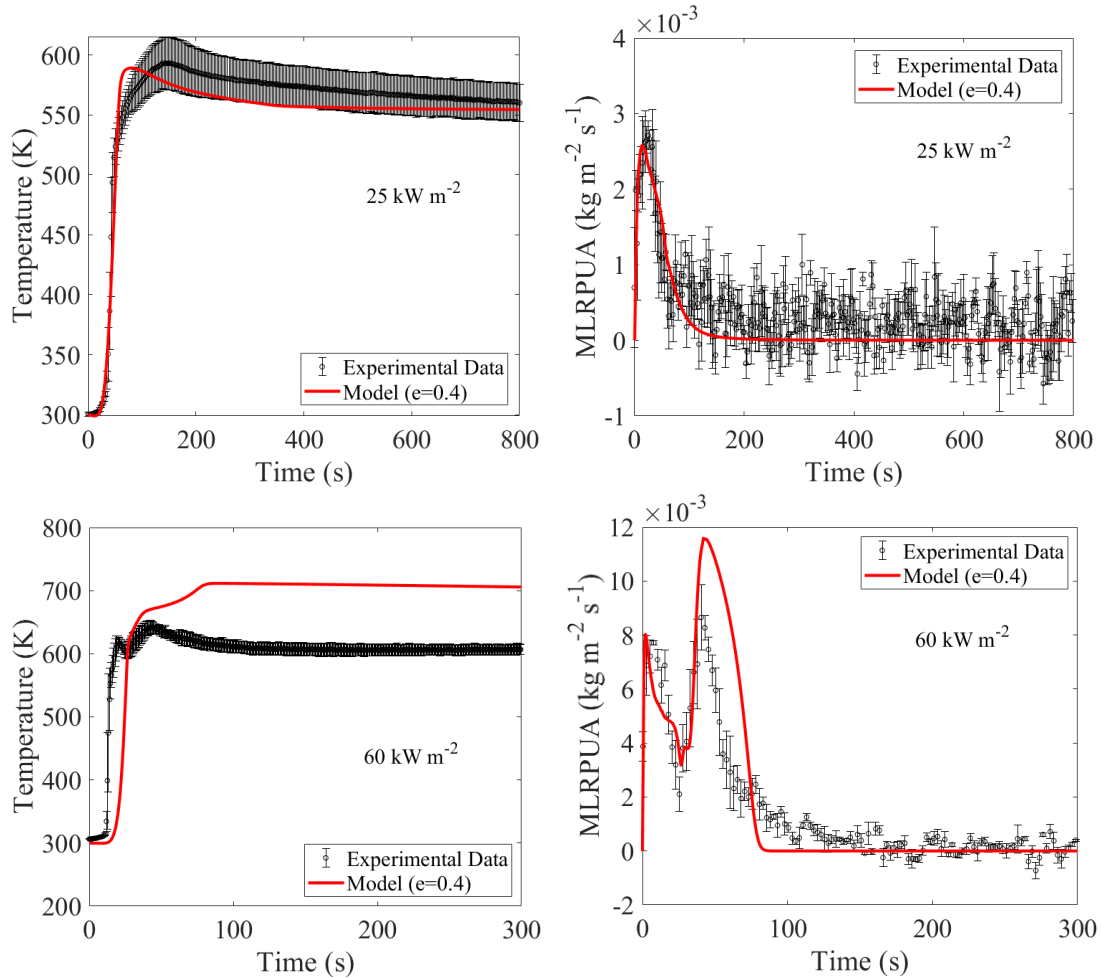 600
550
500
450
400
350
300
0
200
400
600
800
Temperature (K)
Time (s)
25 kW m-2
Experimental Data
Model (e=0.4)
×10-3
4
3
2
1
0
-1
0
200
400
600
800
MLRPUA (kg m-2 s-1)
Time (s)
Experimental Data
Model (e=0.4)
25 kW m-2
800
700
600
500
400
300
200
0
100
200
300
Temperature (K)
Time (s)
60 kW m-2
Experimental Data
Model (e=0.4)
×10-3
12
10
8
6
4
2
0
-2
0
100
200
300
MLRPUA (kg m-2 s-1)
Time (s)
Experimental Data
Model (e=0.4)
60 kW m-2